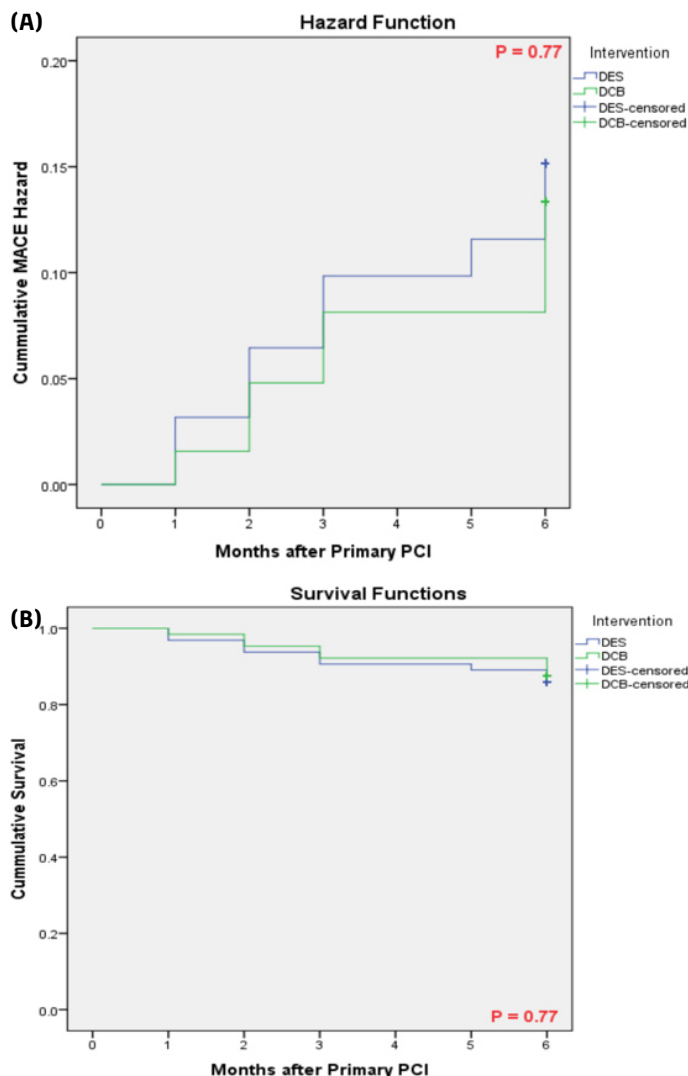 (A)
Hazard Function
P = 0.77
Intervention
DES
DCB
DES-censored
DCB-censored
0.20
0.15
0.10
0.05
0.00
Cummulative MACE Hazard
0 1 2 3 4 5 6
Months after Primary PCI
(B)
Survival Functions
Intervention
DES
DCB
DES-censored
DCB-censored
1.0
0.8
0.6
0.4
0.2
0.0
Cummulative Survival
P = 0.77
0 1 2 3 4 5 6
Months after Primary PCI